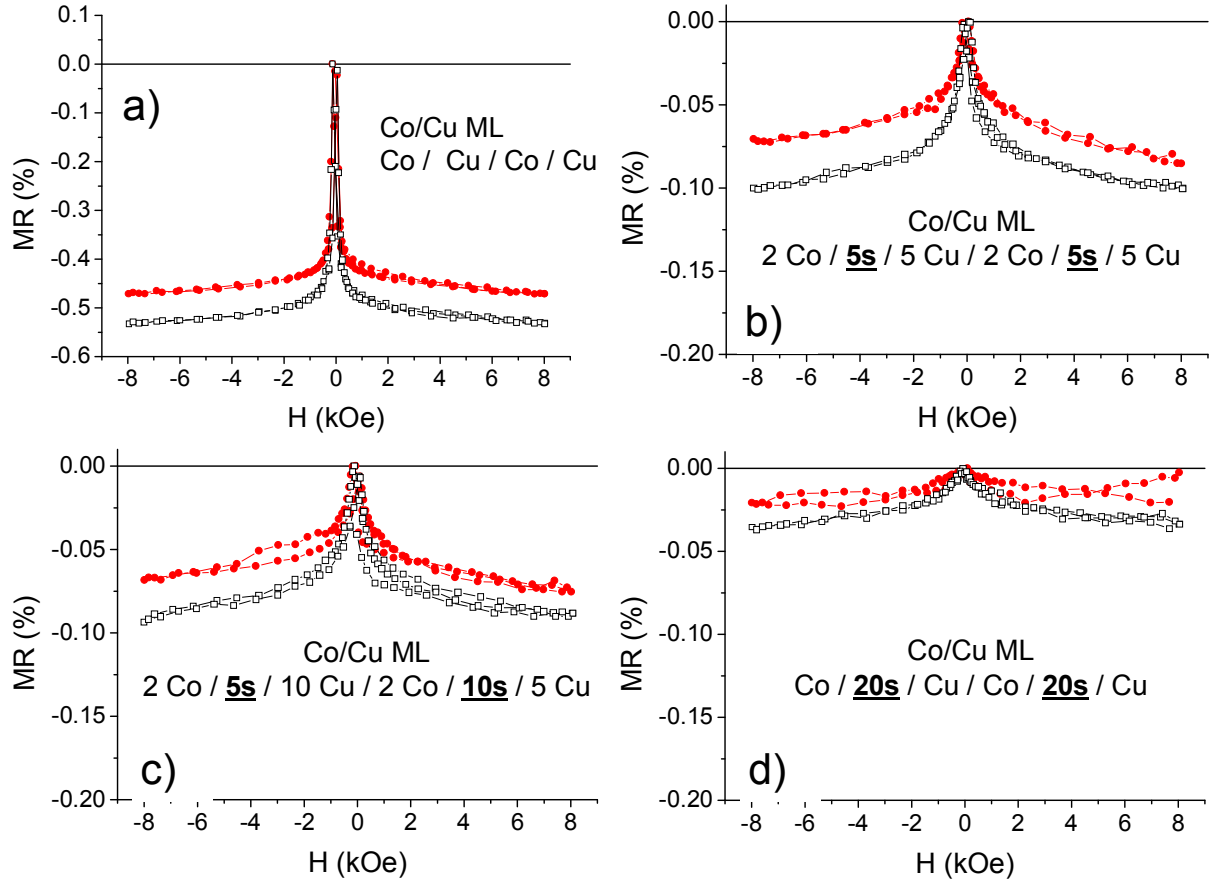 0.1
0.0
-0.1
-0.2
-0.3
-0.4
-0.5
-0.6
MR (%)
a)
Co/Cu ML
Co / Cu / Co / Cu
-8 -6 -4 -2 0 2 4 6 8
H (kOe)
0.00
-0.05
-0.10
-0.15
-0.20
MR (%)
Co/Cu ML
2 Co / 5s / 5 Cu / 2 Co / 5s / 5 Cu
b)
-8 -6 -4 -2 0 2 4 6 8
H (kOe)
0.00
-0.05
-0.10
-0.15
-0.20
MR (%)
Co/Cu ML
2 Co / 5s / 10 Cu / 2 Co / 10s / 5 Cu
c)
-8 -6 -4 -2 0 2 4 6 8
H (kOe)
0.00
-0.05
-0.10
-0.15
-0.20
MR (%)
Co/Cu ML
Co / 20s / Cu / Co / 20s / Cu
d)
-8 -6 -4 -2 0 2 4 6 8
H (kOe)